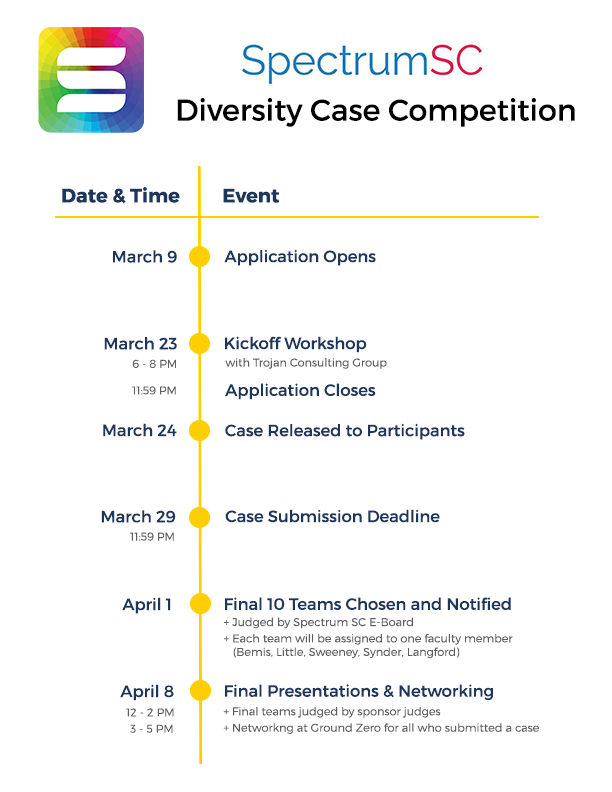 SpectrumSC
Diversity Case Competition
Date & Time Event
March 9 Application Opens
March 23 Kickoff Workshop
6 - 8 PM with Trojan Consulting Group
11:59 PM Application Closes
March 24 Case Released to Participants
March 29 Case Submission Deadline
11:59 PM
April 1 Final 10 Teams Chosen and Notified
+ Judged by Spectrum SC E-Board
+ Each team will be assigned to one faculty member
(Bemis, Little, Sweeney, Synder, Langford)
April 8 Final Presentations & Networking
12 - 2 PM + Final teams judged by sponsor judges
3 - 5 PM + Networkng at Ground Zero for all who submitted a case